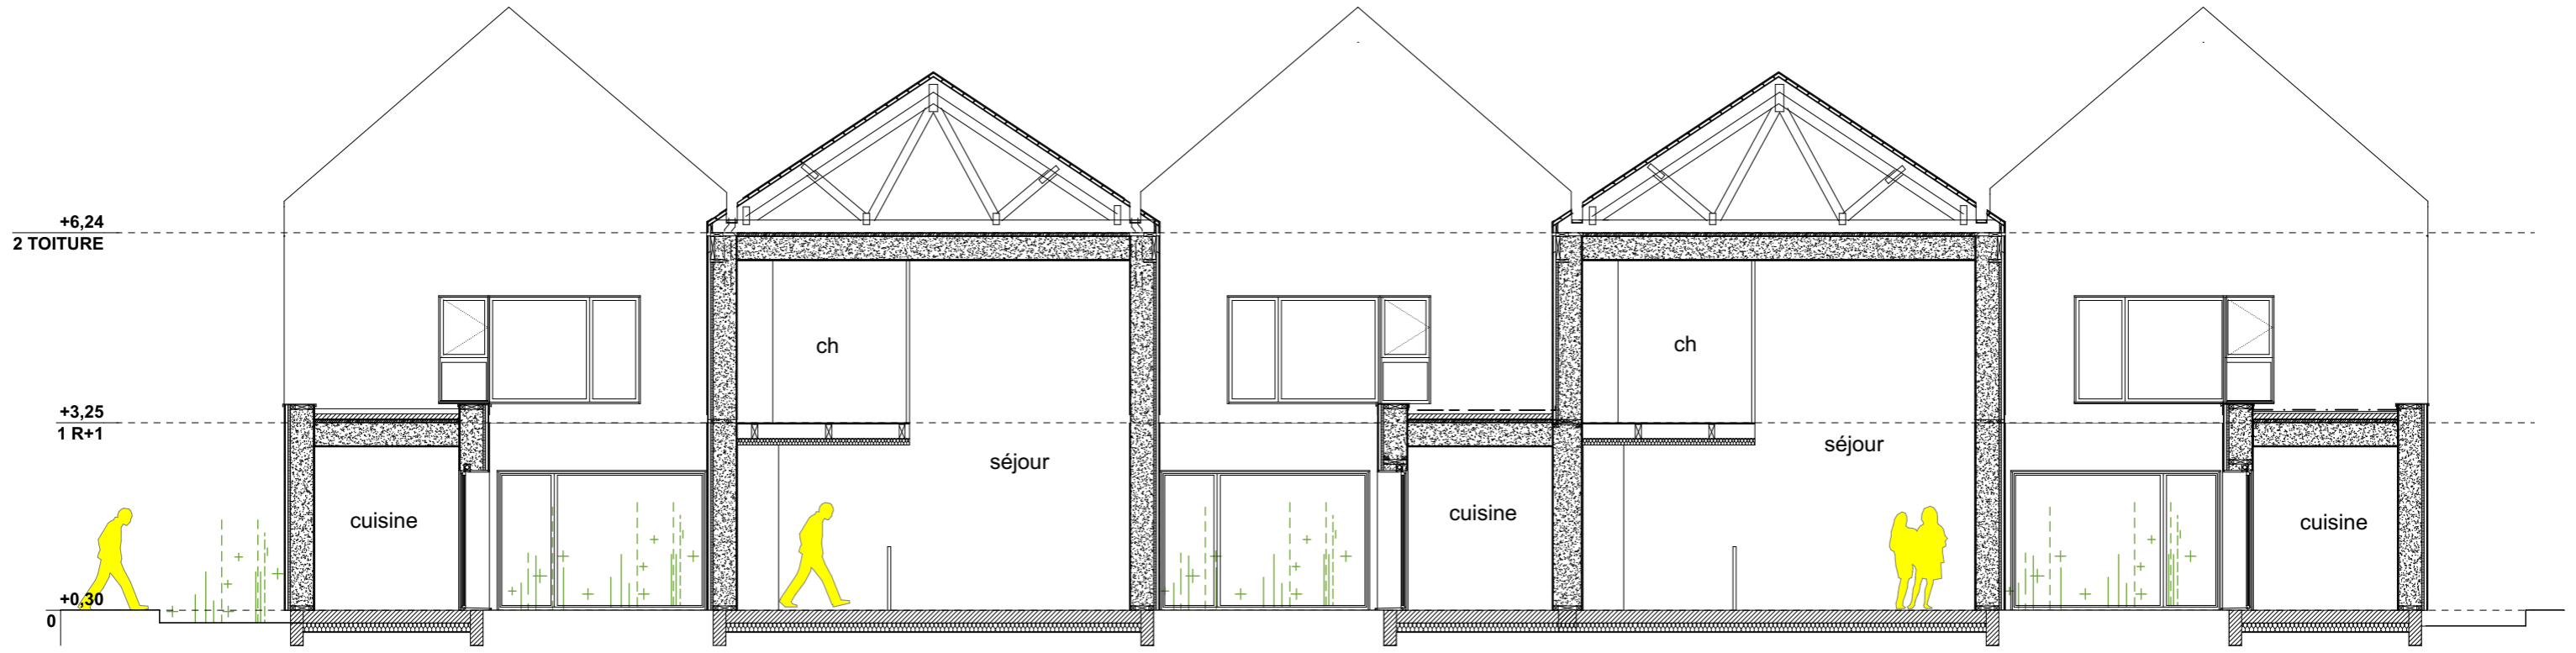 +6,24
2 TOITURE
ch
ch
+3,25
1 R+1
séjour
séjour
cuisine
cuisine
cuisine
+0,30
0